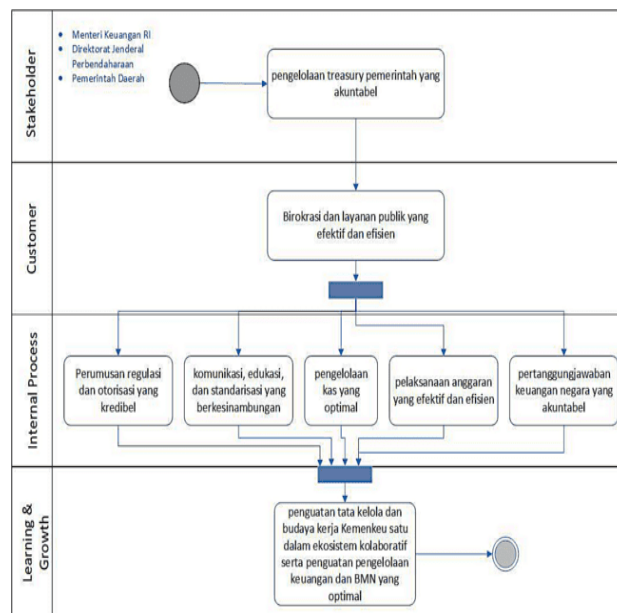 Stakeholder
Menteri Keuangan RI
Direktorat Jenderal
Perbendaharaan
Pemerintah Daerah
pengelolaan treasury pemerintah yang
akuntabel
Customer
Birokrasi dan layanan publik yang
efektif dan efisien
Internal Process
Perumusan regulasi
dan otorisasi yang
kredibel
komunikasi, edukasi,
dan standarisasi yang
berkesinambungan
pengelolaan
kas yang
optimal
pelaksanaan anggaran
yang efektif dan efisien
pertanggungjawaban
keuangan negara yang
akuntabel
Learning &
Growth
penguatan tata kelola dan
budaya kerja Kemenkeu satu
dalam ekosistem kolaboratif
serta penguatan pengelolaan
keuangan dan BMN yang
optimal